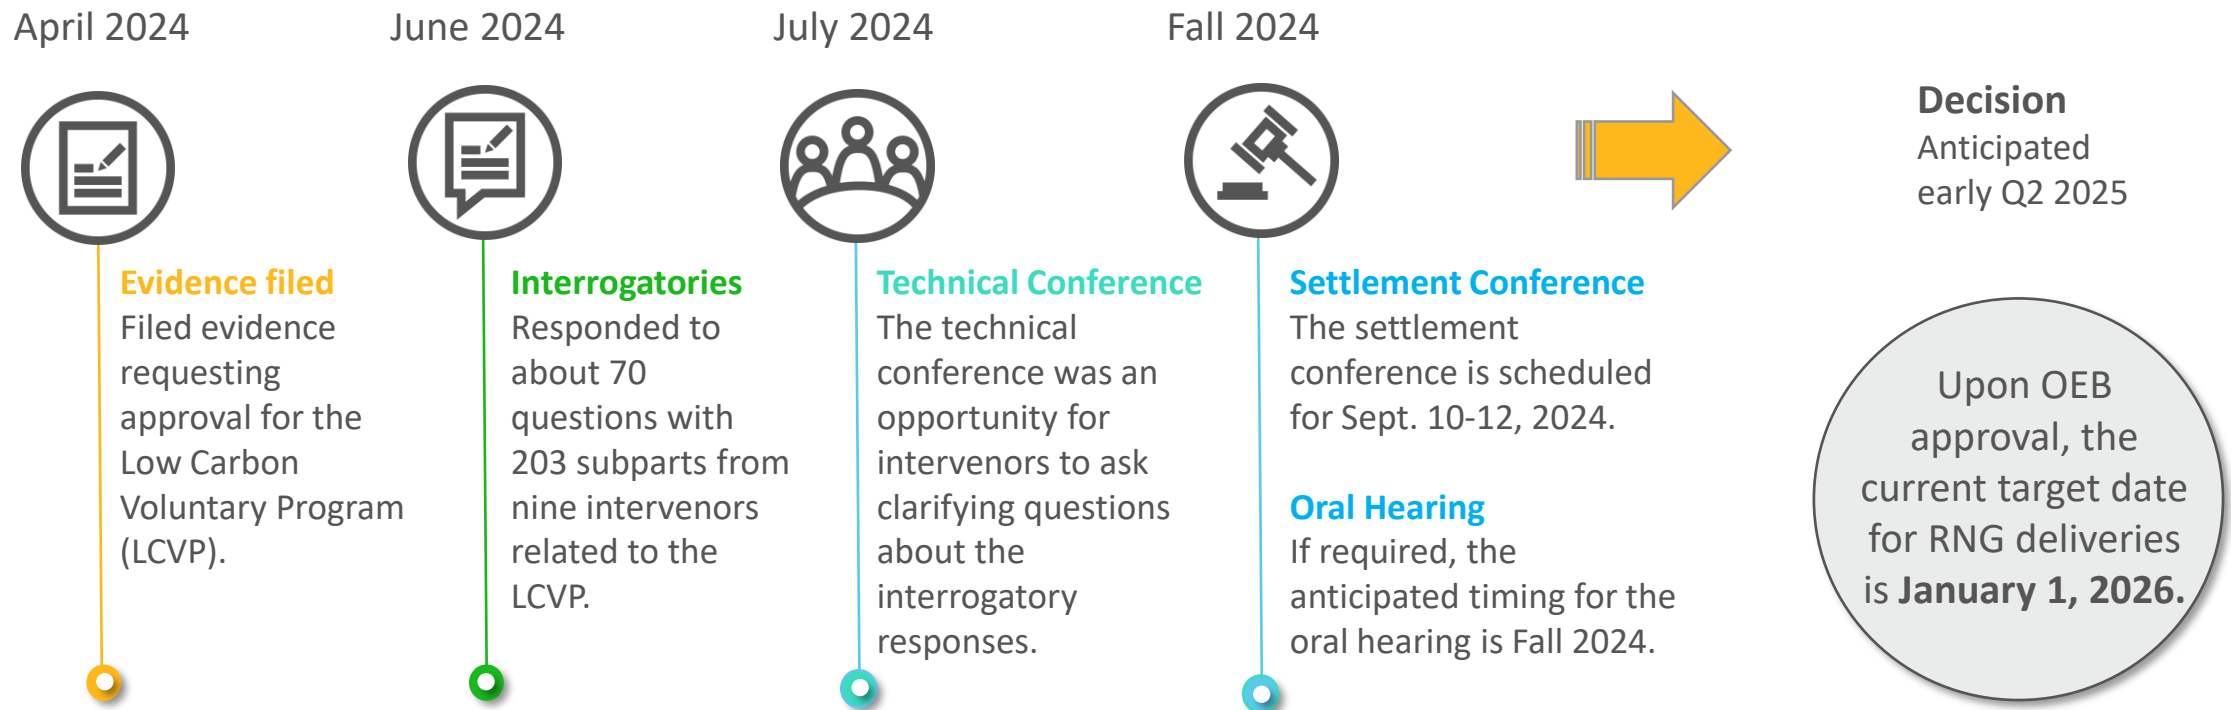 April 2024
June 2024
July 2024
Fall 2024
Evidence filed
Filed evidence
requesting
approval for the
Low Carbon
Voluntary Program
(LCVP).
Interrogatories
Responded to
about 70
questions with
203 subparts from
nine intervenors
related to the
LCVP.
Technical Conference
The technical
conference was an
opportunity for
intervenors to ask
clarifying questions
about the
interrogatory
responses.
Settlement Conference
The settlement
conference is scheduled
for Sept. 10-12, 2024.
Oral Hearing
If required, the
anticipated timing for the
oral hearing is Fall 2024.
Decision
Anticipated
early Q2 2025
Upon OEB
approval, the
current target date
for RNG deliveries
is January 1, 2026.